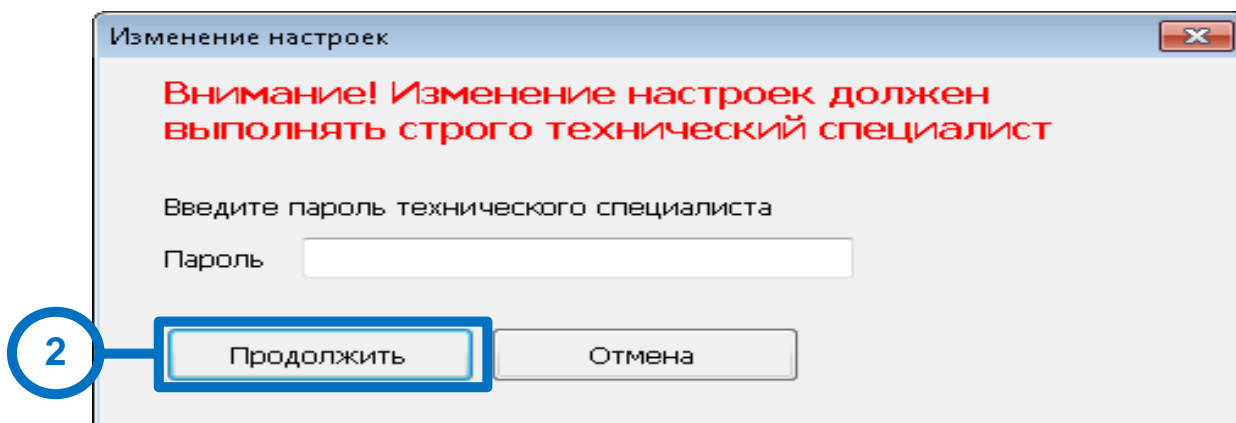 Изменение настроек
Внимание! Изменение настроек должен
выполнять строго технический специалист
Введите пароль технического специалиста
Пароль
2
Продолжить
Отмена